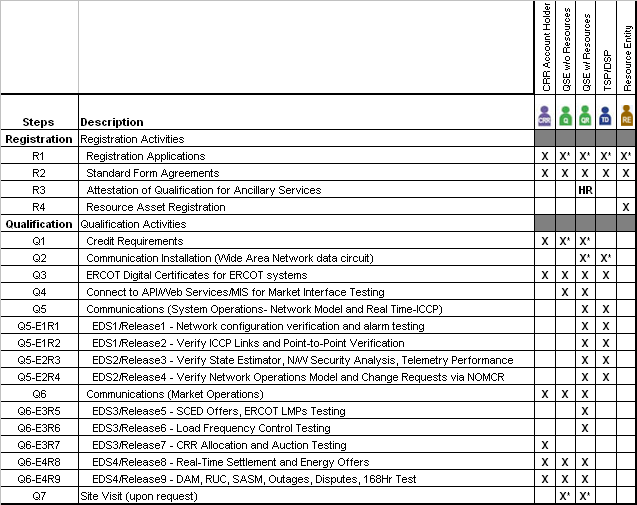 CRR Account Holder
QSE w/o Resources
QSE w/ Resources
TSP/DSP
Resource Entity
Steps Description CRR Q QR TD RE
Registration Registration Activities
R1 Registration Applications X X* X* X* X*
R2 Standard Form Agreements X X X X X
R3 Attestation of Qualification for Ancillary Services HR
R4 Resource Asset Registration X
Qualification Qualification Activities
Q1 Credit Requirements X X* X*
Q2 Communication Installation (Wide Area Network data circuit) X* X*
Q3 ERCOT Digital Certificates for ERCOT systems X X X X
Q4 Connect to API/Web Services/MIS for Market Interface Testing X X
Q5 Communications (System Operations- Network Model and Real Time-ICCP) X X
Q5-E1R1 EDS1/Release1 - Network configuration verification and alarm testing X X
Q5-E1R2 EDS1/Release2 - Verify ICCP Links and Point-to-Point Verification X X
Q5-E2R3 EDS2/Release3 - Verify State Estimator, N/W Security Analysis, Telemetry Performance X X
Q5-E2R4 EDS2/Release4 - Verify Network Operations Model and Change Requests via NOMCR X X
Q6 Communications (Market Operations) X X X
Q6-E3R5 EDS3/Release5 - SCED Offers, ERCOT LMPs Testing X
Q6-E3R6 EDS3/Release6 - Load Frequency Control Testing X
Q6-E3R7 EDS3/Release7 - CRR Allocation and Auction Testing X
Q6-E4R8 EDS4/Release8 - Real-Time Settlement and Energy Offers X X X
Q6-E4R9 EDS4/Release9 - DAM, RUC, SASM, Outages, Disputes, 168Hr Test X X X
Q7 Site Visit (upon request) X* X*